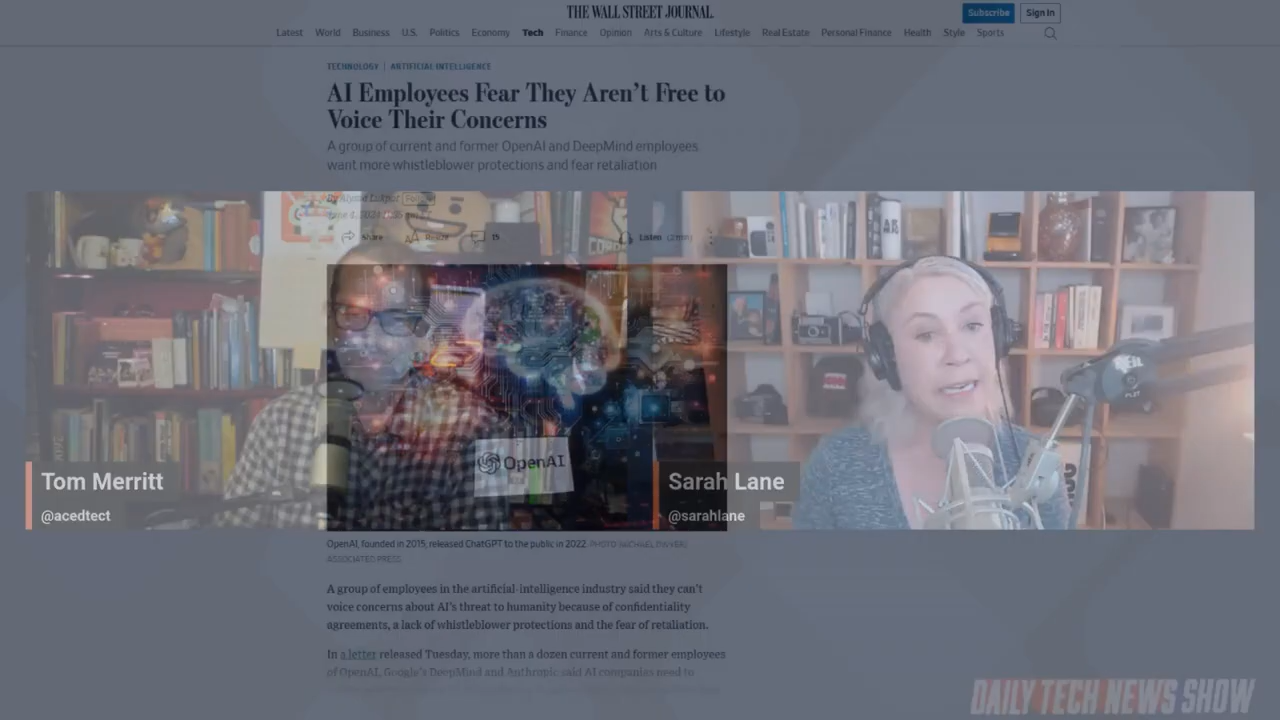 THE WALL STREET JOURNAL.
Subscribe
Sign In
Latest World Business U.S. Politics Economy Tech Finance Opinion Arts & Culture Lifestyle Real Estate Personal Finance Health Style Sports
TECHNOLOGY | ARTIFICIAL INTELLIGENCE
AI Employees Fear They Aren't Free to
Voice Their Concerns
A group of current and former OpenAI and DeepMind employees
want more whistleblower protections and fear retaliation
Share
Resize
15
Listen
OpenAI
Tom Merritt
@acedtect
Sarah Lane
@sarahlane
OpenAI, founded in 2015, released ChatGPT to the public in 2022. PHOTO: MICHAEL DWYER/
ASSOCIATED PRESS
A group of employees in the artificial-intelligence industry said they can't
voice concerns about AI's threat to humanity because of confidentiality
agreements, a lack of whistleblower protections and the fear of retaliation.
In a letter released Tuesday, more than a dozen current and former employees
of OpenAI, Google's DeepMind and Anthropic said AI companies need to
DAILY TECH NEWS SHOW